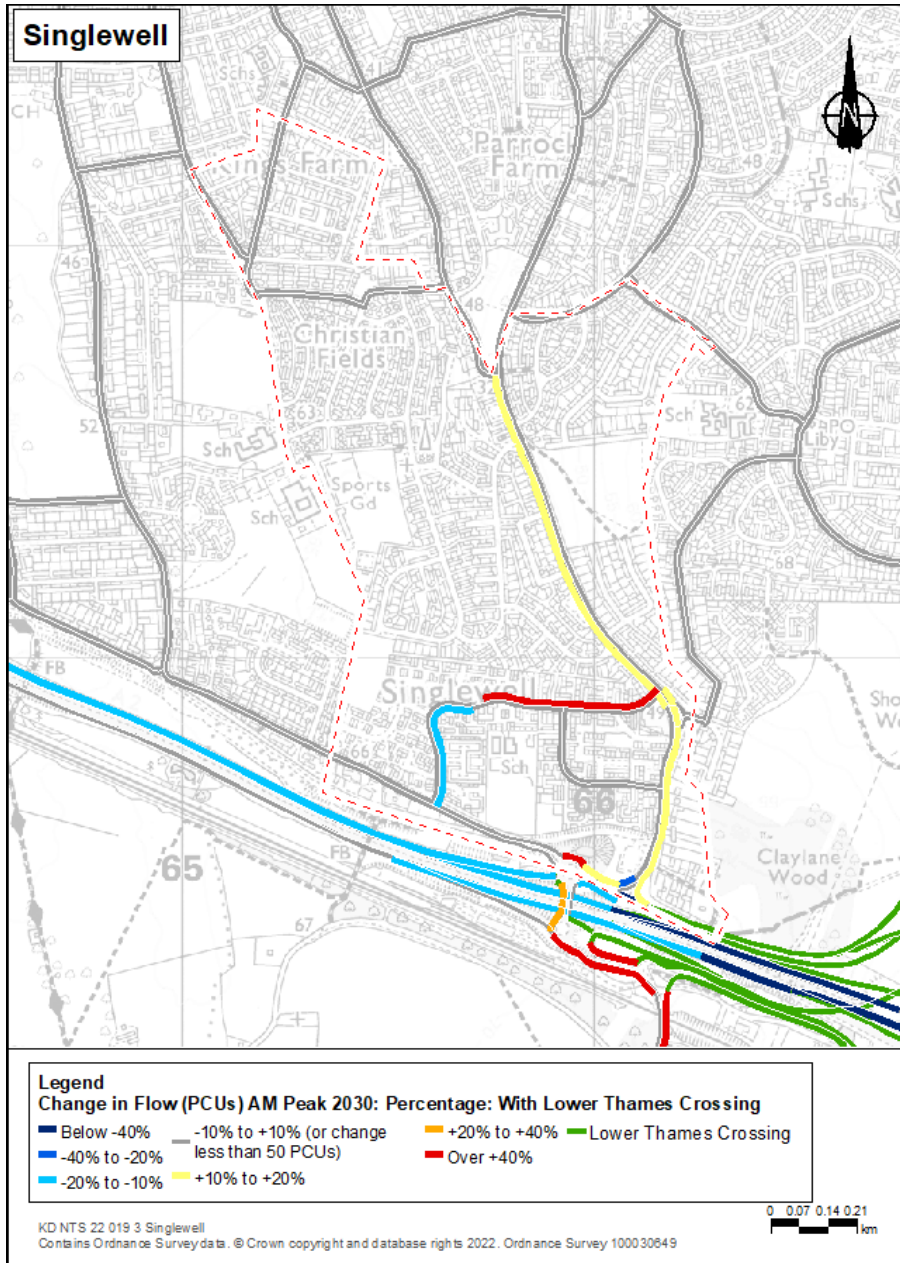 Singlewell
CH
Schs
41
N
Kings Farm
Parrock
Farm
48
Schs
46
48
Christian
Fields
63
52
Sch
Sports
Gd
Sch
Sch
62
PO
Liby
68
FB
Singlewell
49
66
Sch
66
65
FB
67
Claylane
Wood
Legend
Change in Flow (PCUs) AM Peak 2030: Percentage: With Lower Thames Crossing
Below -40%
-10% to +10% (or change
less than 50 PCUs)
+20% to +40%
Lower Thames Crossing
-40% to -20%
Over +40%
-20% to -10%
+10% to +20%
0 0.07 0.14 0.21
km
KD NTS 22 019 3 Singlewell
Contains Ordnance Survey data. © Crown copyright and database rights 2022. Ordnance Survey 100030649